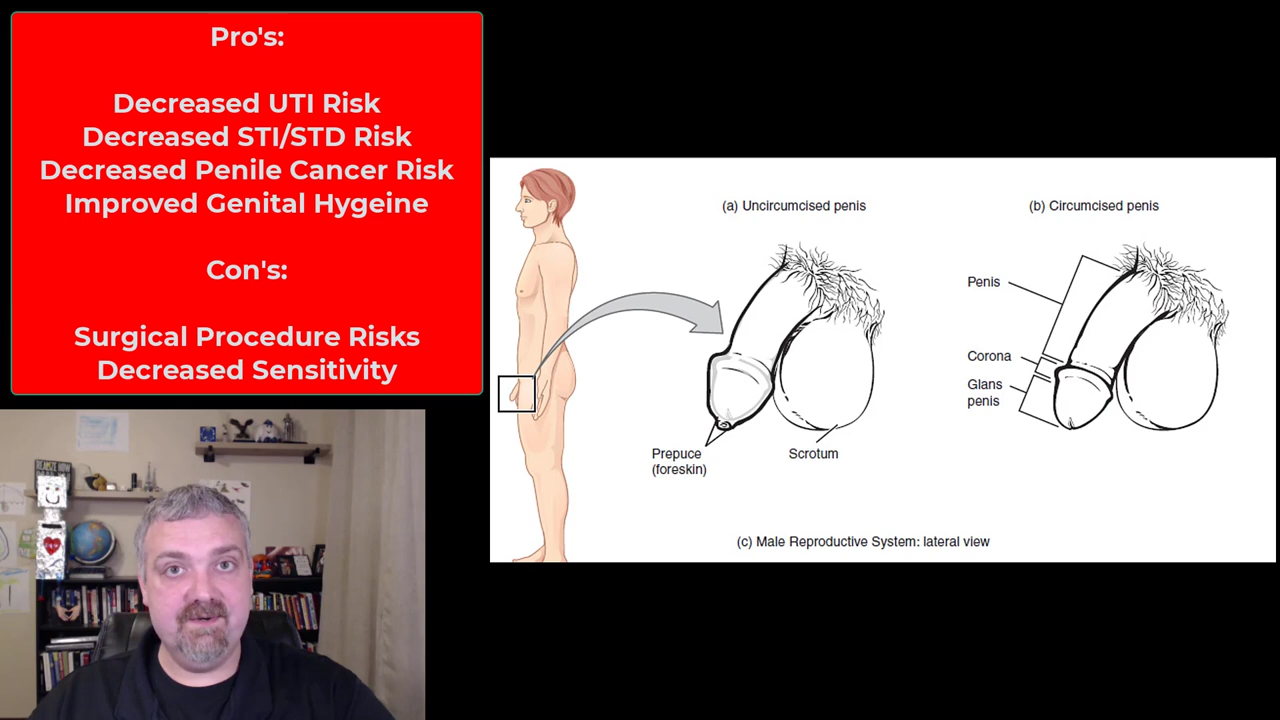 Pro's:
Decreased UTI Risk
Decreased STI/STD Risk
Decreased Penile Cancer Risk
Improved Genital Hygeine
Con's:
Surgical Procedure Risks
Decreased Sensitivity
(a) Uncircumcised penis
(b) Circumcised penis
Penis
Corona
Glans
penis
Prepuce
(foreskin)
Scrotum
(c) Male Reproductive System: lateral view